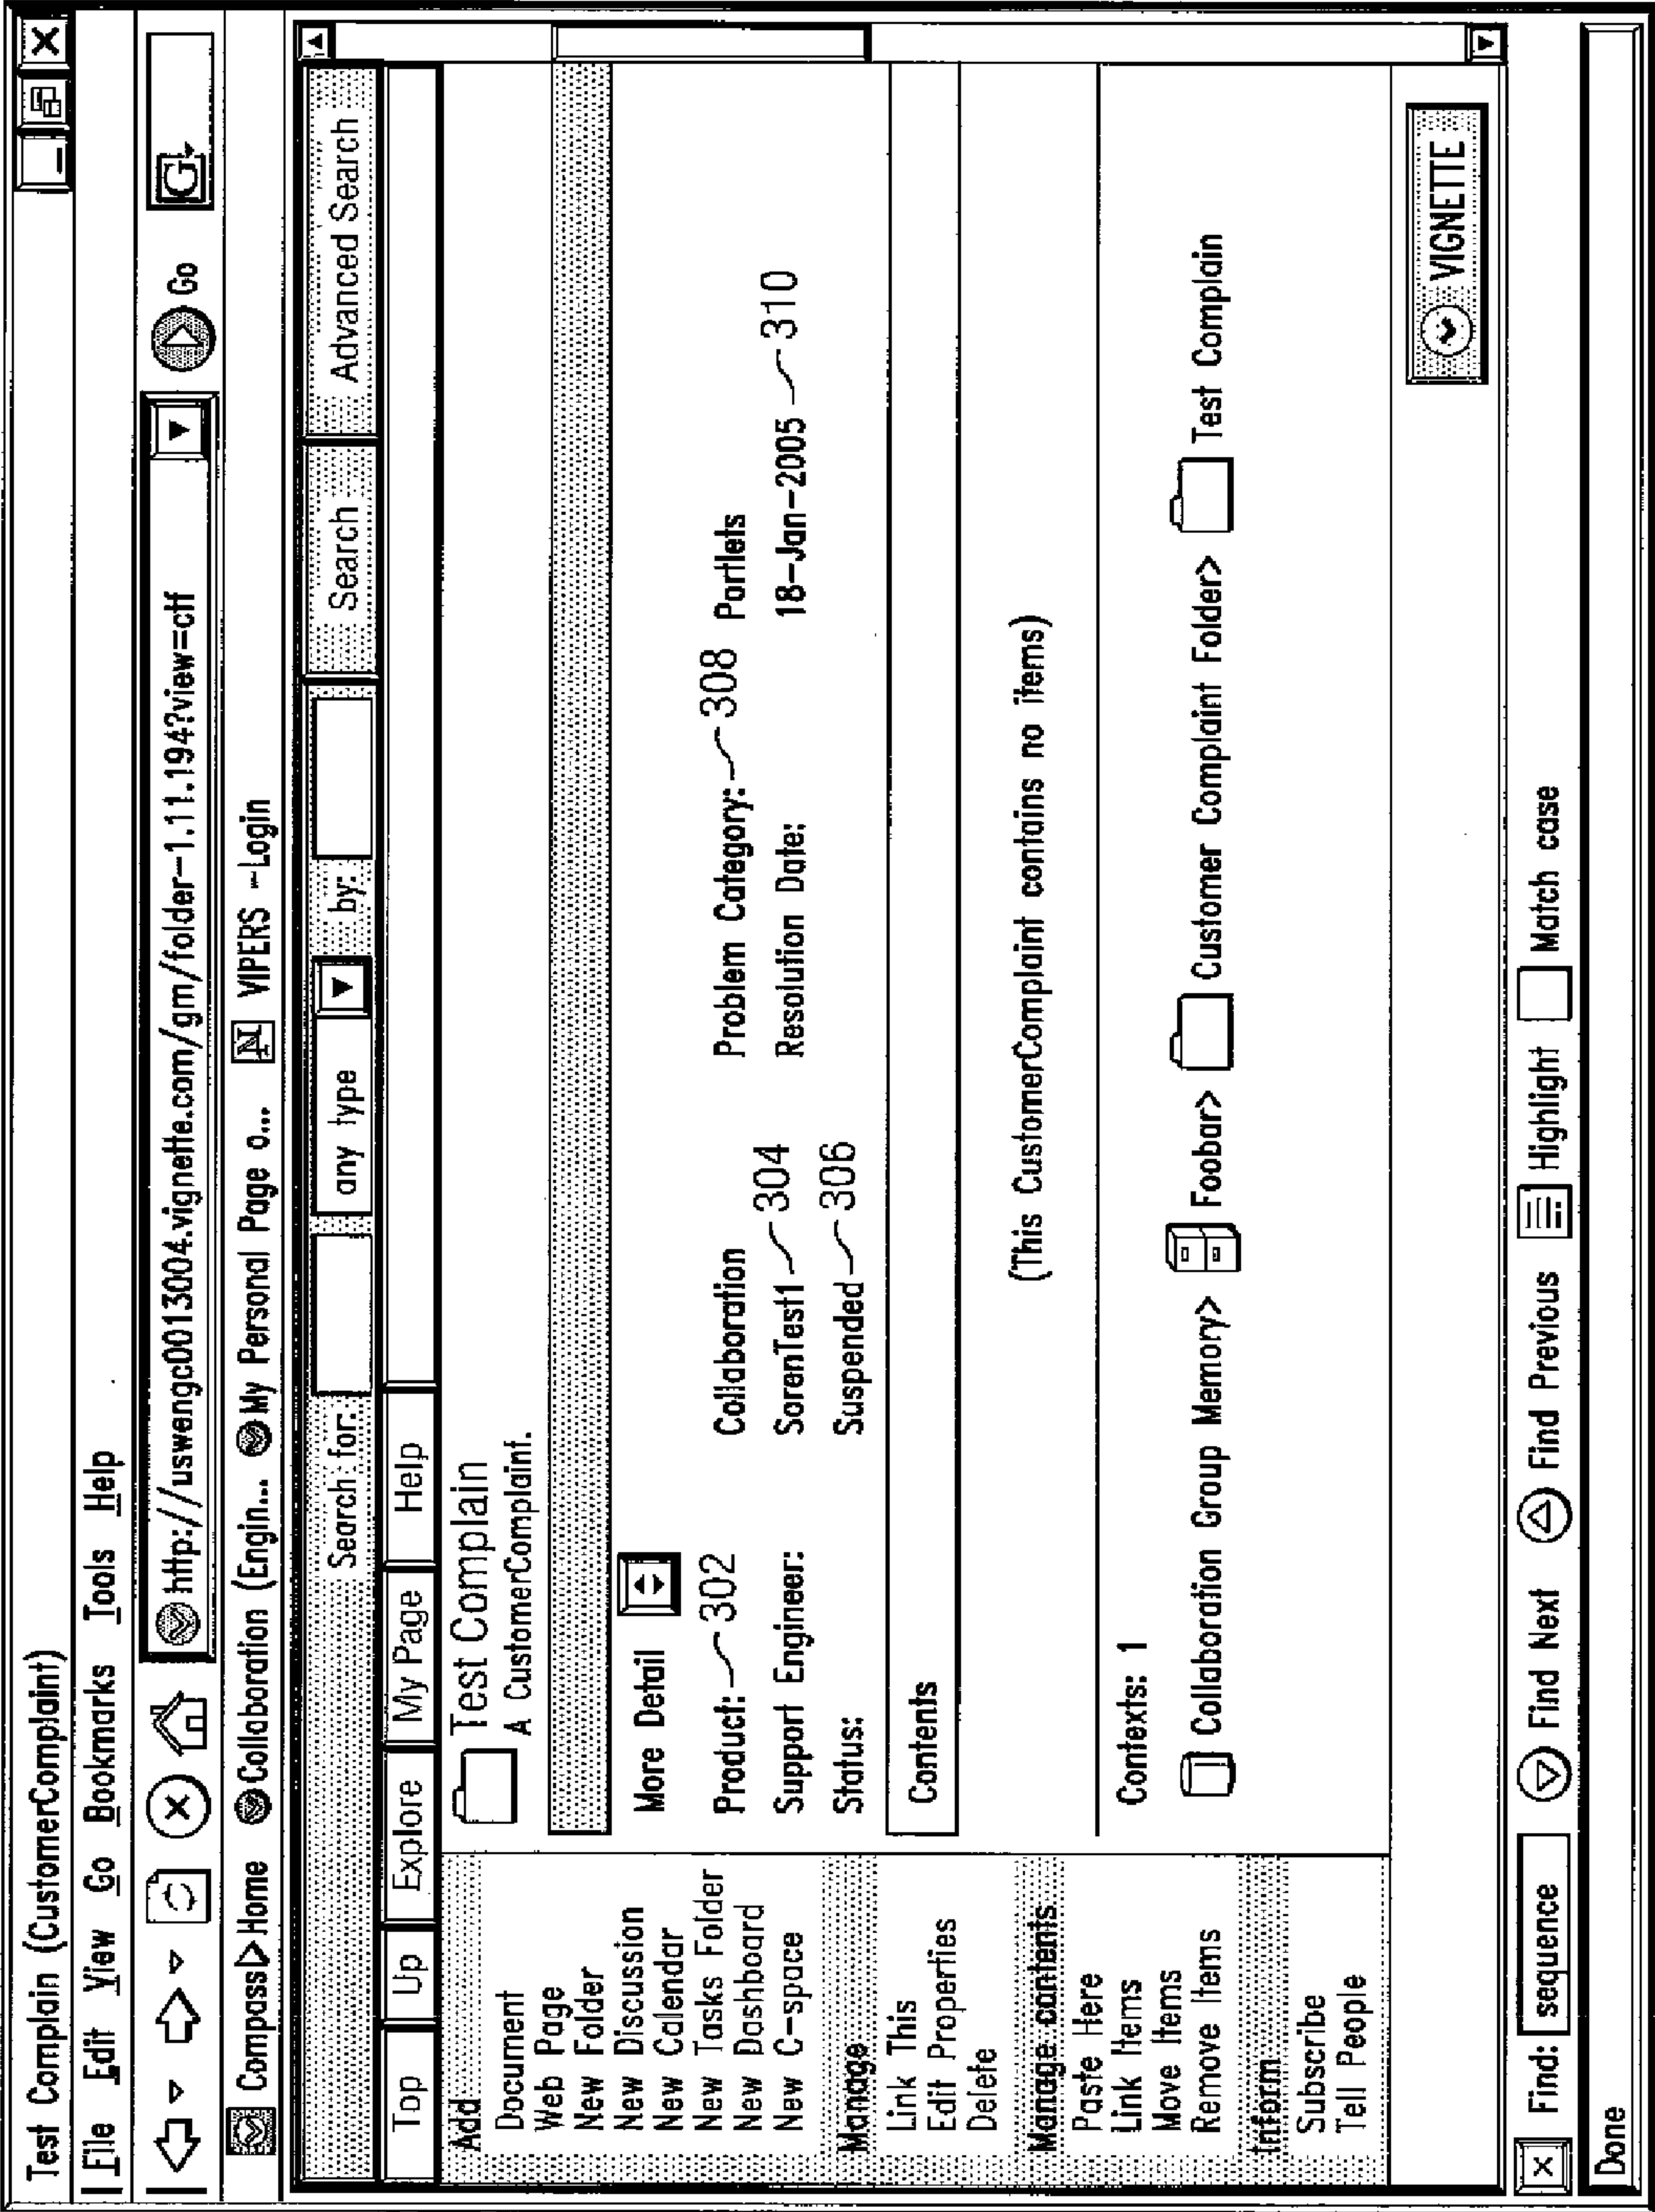 Test Complain (CustomerComplaint)
File Edit View Go Bookmarks Tools Help
http://uswengc0013004.vignette.com/gm/folder-1.11.194?view=ctf Go G
Compass Home Collaboration (Engin... My Personal Page o... N VIPERS -Login
Search for: any type by: Search Advanced Search
Top Up Explore My Page Help
Add
Document
Web Page
New Folder
New Discussion
New Calendar
New Tasks Folder
New Dashboard
New C-space
Manage
Link This
Edit Properties
Delete
Manage contents
Paste Here
Link Items
Move Items
Remove Items
Inform
Subscribe
Tell People
Test Complain
A CustomerComplaint.
More Detail
Product: 302 Collaboration Problem Category: 308 Portlets
Support Engineer: SorenTest1 304 Resolution Date: 18-Jan-2005 310
Status: Suspended 306
Contents
(This CustomerComplaint contains no items)
Contexts: 1
Collaboration Group Memory> Foobar> Customer Complaint Folder> Test Complain
VIGNETTE
Find: sequence Find Next Find Previous Highlight Match case
Done